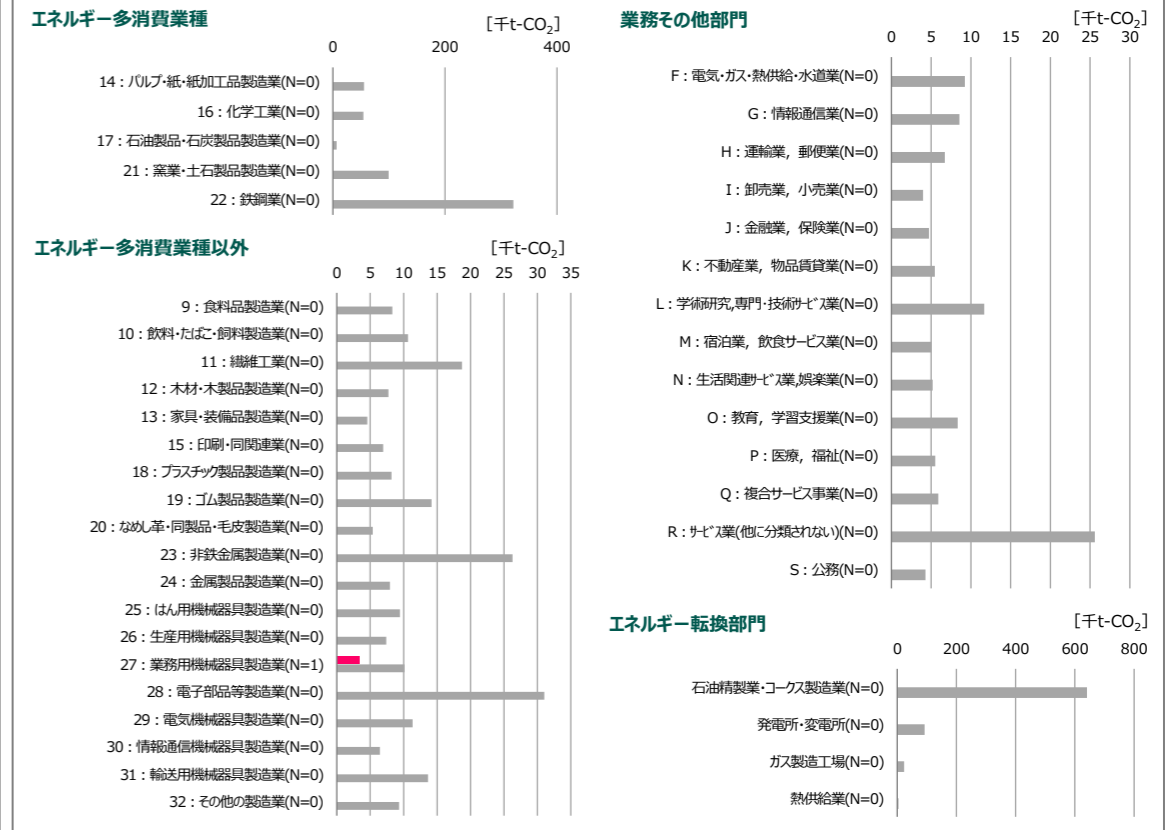 エネルギー多消費業種
[千t-CO₂]
0 200 400
14：パルプ・紙・紙加工品製造業(N=0)
16：化学工業(N=0)
17：石油製品・石炭製品製造業(N=0)
21：窯業・土石製品製造業(N=0)
22：鉄鋼業(N=0)
エネルギー多消費業種以外
[千t-CO₂]
0 5 10 15 20 25 30 35
9：食料品製造業(N=0)
10：飲料・たばこ・飼料製造業(N=0)
11：繊維工業(N=0)
12：木材・木製品製造業(N=0)
13：家具・装備品製造業(N=0)
15：印刷・同関連業(N=0)
18：プラスチック製品製造業(N=0)
19：ゴム製品製造業(N=0)
20：なめし革・同製品・毛皮製造業(N=0)
23：非鉄金属製造業(N=0)
24：金属製品製造業(N=0)
25：はん用機械器具製造業(N=0)
26：生産用機械器具製造業(N=0)
27：業務用機械器具製造業(N=1)
28：電子部品等製造業(N=0)
29：電気機械器具製造業(N=0)
30：情報通信機械器具製造業(N=0)
31：輸送用機械器具製造業(N=0)
32：その他の製造業(N=0)
業務その他部門
[千t-CO₂]
0 5 10 15 20 25 30
F：電気・ガス・熱供給・水道業(N=0)
G：情報通信業(N=0)
H：運輸業，郵便業(N=0)
I：卸売業，小売業(N=0)
J：金融業，保険業(N=0)
K：不動産業，物品賃貸業(N=0)
L：学術研究,専門・技術サービス業(N=0)
M：宿泊業，飲食サービス業(N=0)
N：生活関連サービス業,娯楽業(N=0)
O：教育，学習支援業(N=0)
P：医療，福祉(N=0)
Q：複合サービス事業(N=0)
R：サービス業(他に分類されない)(N=0)
S：公務(N=0)
エネルギー転換部門
[千t-CO₂]
0 200 400 600 800
石油精製業・コークス製造業(N=0)
発電所・変電所(N=0)
ガス製造工場(N=0)
熱供給業(N=0)